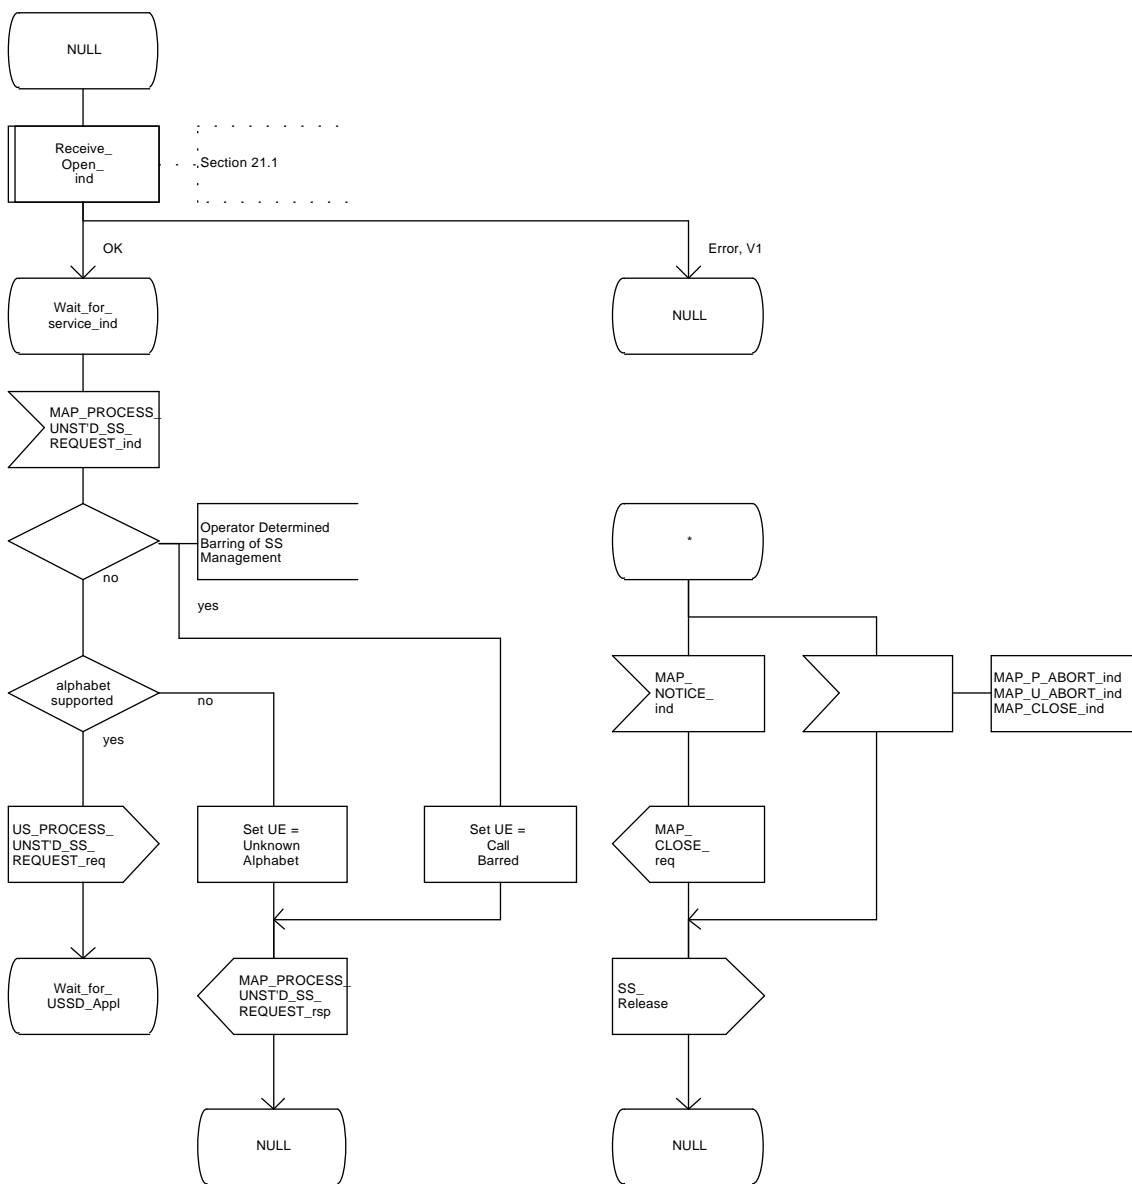 NULL
Receive_
Open_
ind
Section 21.1
OK
Error, V1
Wait_for_
service_ind
NULL
MAP_PROCESS_
UNST'D_SS_
REQUEST_ind
Operator Determined
Barring of SS
Management
no
yes
*
alphabet
supported
no
yes
MAP_
NOTICE_
ind
MAP_P_ABORT_ind
MAP_U_ABORT_ind
MAP_CLOSE_ind
US_PROCESS_
UNST'D_SS_
REQUEST_req
Set UE =
Unknown
Alphabet
Set UE =
Call
Barred
MAP_
CLOSE_
req
Wait_for_
USSD_Appl
MAP_PROCESS_
UNST'D_SS_
REQUEST_rsp
SS_
Release
NULL
NULL